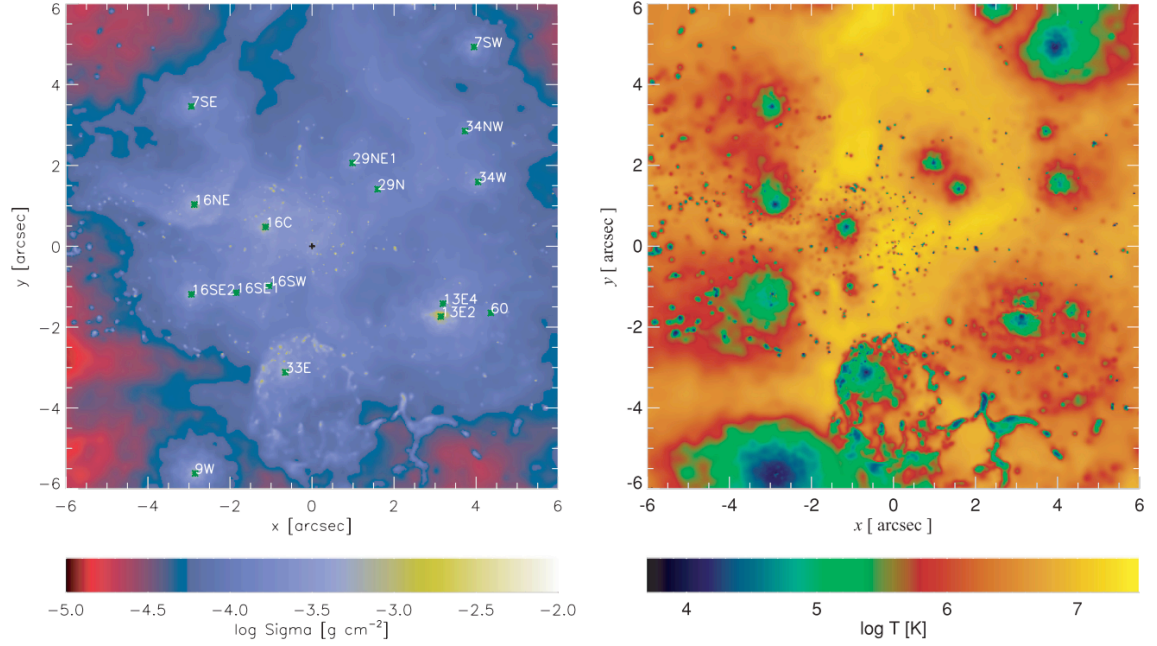 6
4
2
0
−2
−4
−6
y [arcsec]
7SW
7SE
34NW
29NE1
34W
29N
16NE
16C
16SW
16SE2
16SE1
13E4
13E2
60
33E
9W
−6 −4 −2 0 2 4 6
x [arcsec]
−5.0 −4.5 −4.0 −3.5 −3.0 −2.5 −2.0
log Sigma [g cm⁻²]
6
4
2
0
-2
-4
-6
y [ arcsec]
-6 -4 -2 0 2 4 6
x [ arcsec ]
4 5 6 7
log T [K]